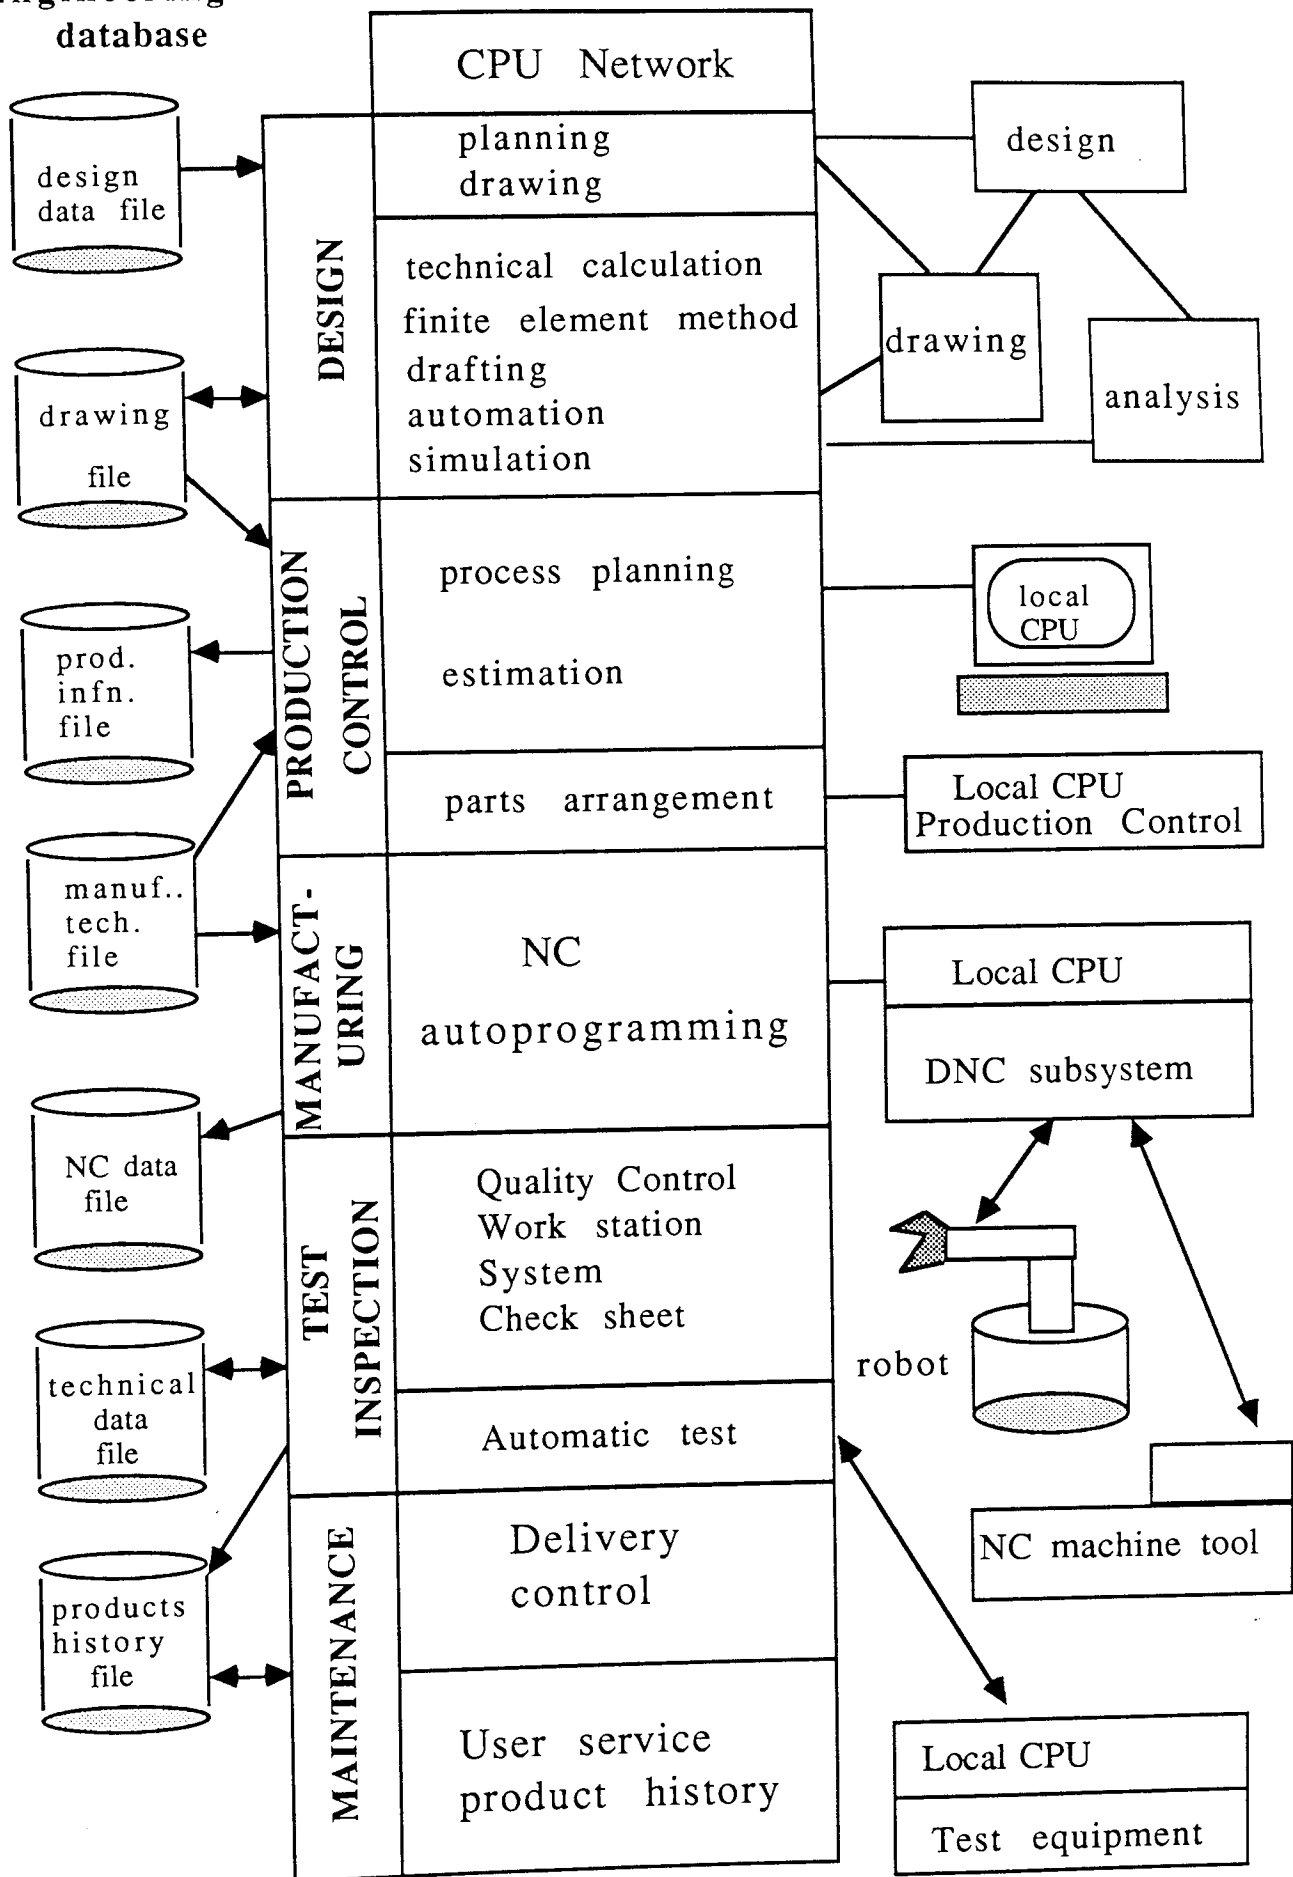 database
CPU Network
design
data file
drawing
file
prod.
infn.
file
manuf..
tech.
file
NC data
file
technical
data
file
products
history
file
DESIGN
PRODUCTION
CONTROL
MANUFACT-
URING
TEST
INSPECTION
MAINTENANCE
planning
drawing
technical calculation
finite element method
drafting
automation
simulation
process planning
estimation
parts arrangement
NC
autoprogramming
Quality Control
Work station
System
Check sheet
Automatic test
Delivery
control
User service
product history
design
drawing
analysis
local
CPU
Local CPU
Production Control
Local CPU
DNC subsystem
robot
NC machine tool
Local CPU
Test equipment